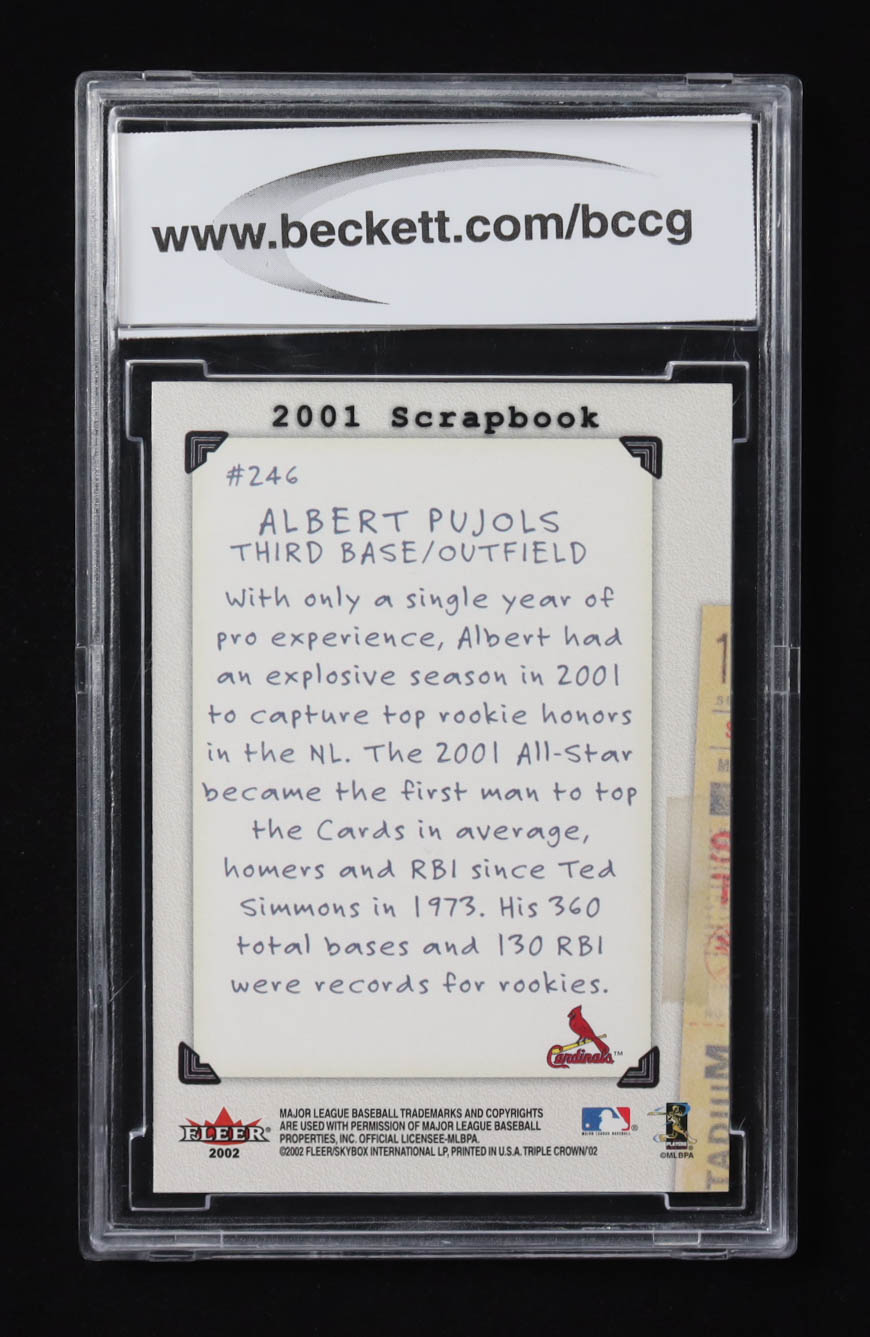 www.beckett.com/bccg
2001 Scrapbook
#246
ALBERT PUJOLS
THIRD BASE/OUTFIELD
With only a single year of
pro experience, Albert had
an explosive season in 2001
to capture top rookie honors
in the NL. The 2001 All-Star
became the first man to top
the Cards in average,
homers and RBI since Ted
Simmons in 1973. His 360
total bases and 130 RBI
were records for rookies.
Cardinals™
FLEER®
2002
MAJOR LEAGUE BASEBALL TRADEMARKS AND COPYRIGHTS
ARE USED WITH PERMISSION OF MAJOR LEAGUE BASEBALL
PROPERTIES, INC. OFFICIAL LICENSEE-MLBPA.
©2002 FLEER/SKYBOX INTERNATIONAL LP, PRINTED IN U.S.A. TRIPLE CROWN/'02
MAJOR LEAGUE BASEBALL ®
PLAYERS
©MLBPA
TADIUM